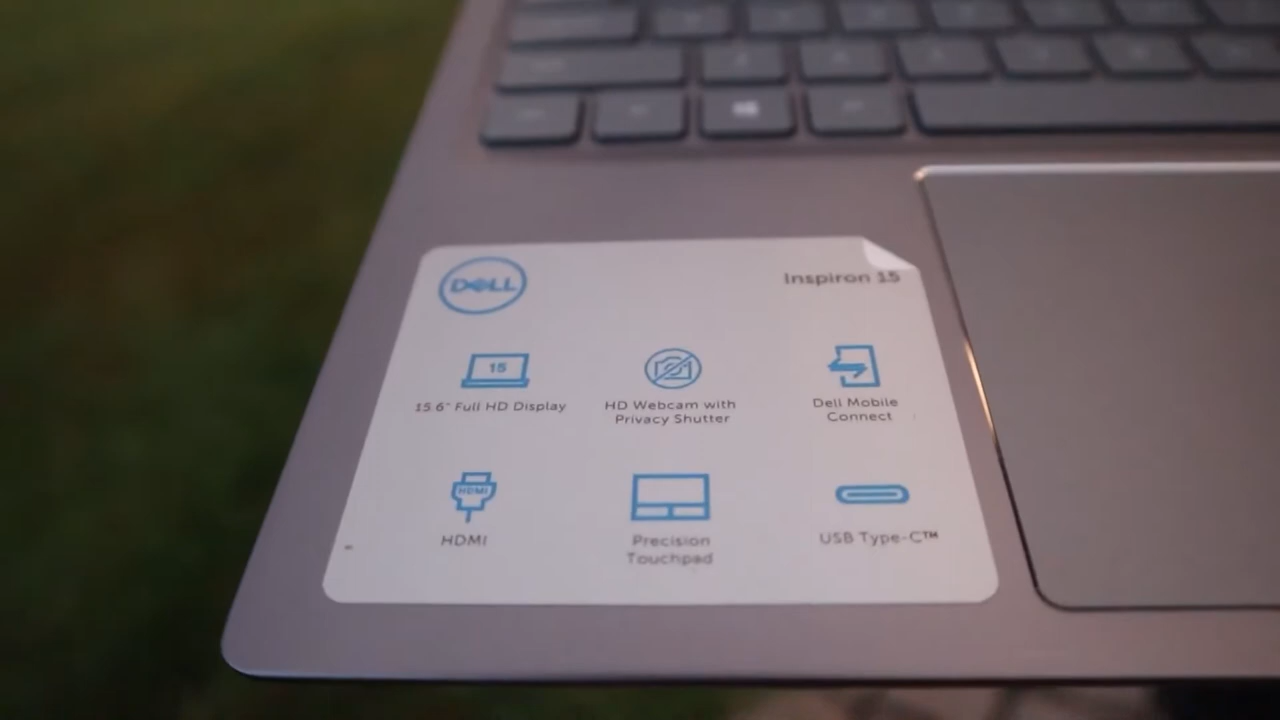 DELL
Inspiron 15
15
15.6" Full HD Display
HD Webcam with
Privacy Shutter
Dell Mobile
Connect
HDMI
HDMI
Precision
Touchpad
USB Type-C™